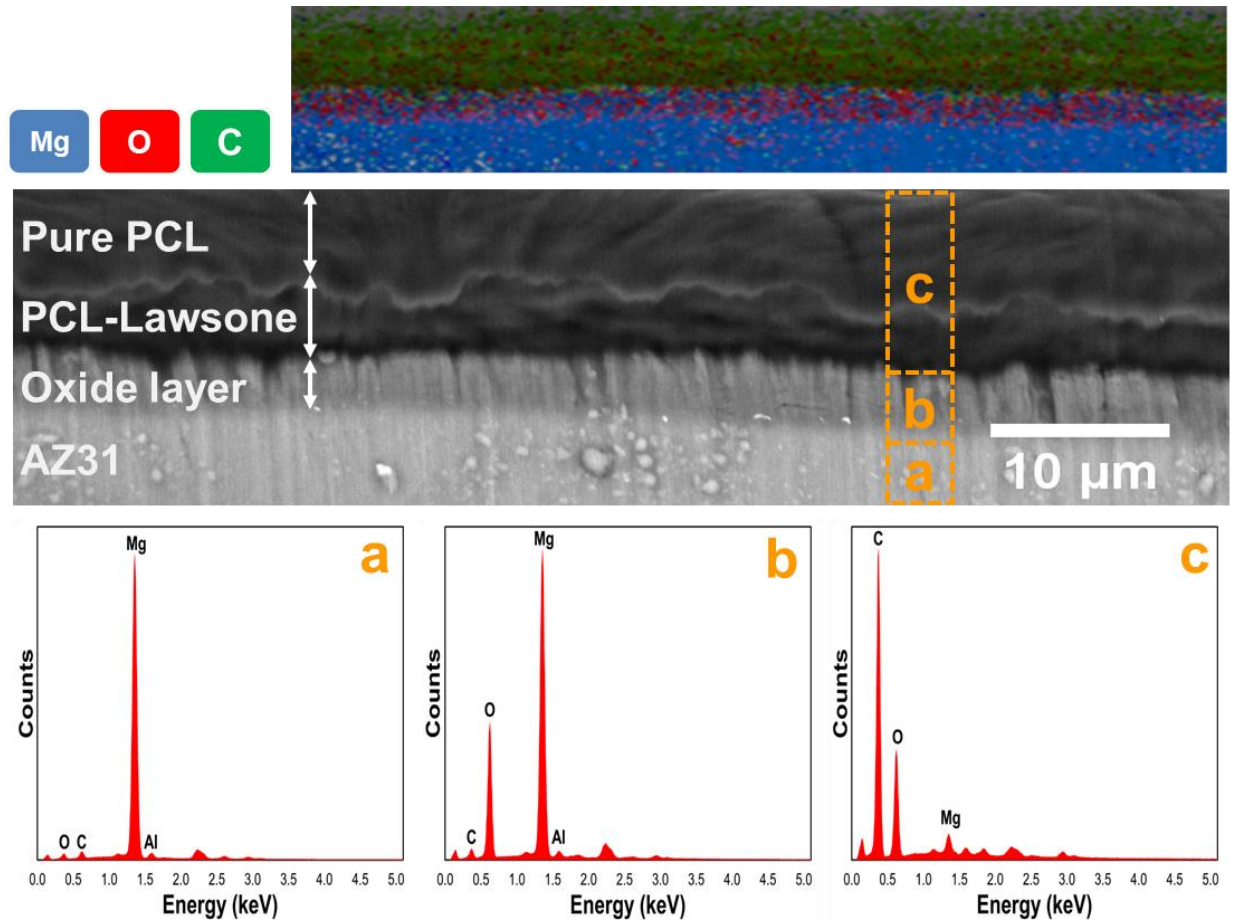 Mg O C
Pure PCL
PCL-Lawsone
Oxide layer
AZ31
c
b
a
10 µm
a
Mg
O C Al
Counts
0.0 0.5 1.0 1.5 2.0 2.5 3.0 3.5 4.0 4.5 5.0
Energy (keV)
b
Mg
O
C Al
Counts
0.0 0.5 1.0 1.5 2.0 2.5 3.0 3.5 4.0 4.5 5.0
Energy (keV)
c
C
O
Mg
Counts
0.0 0.5 1.0 1.5 2.0 2.5 3.0 3.5 4.0 4.5 5.0
Energy (keV)